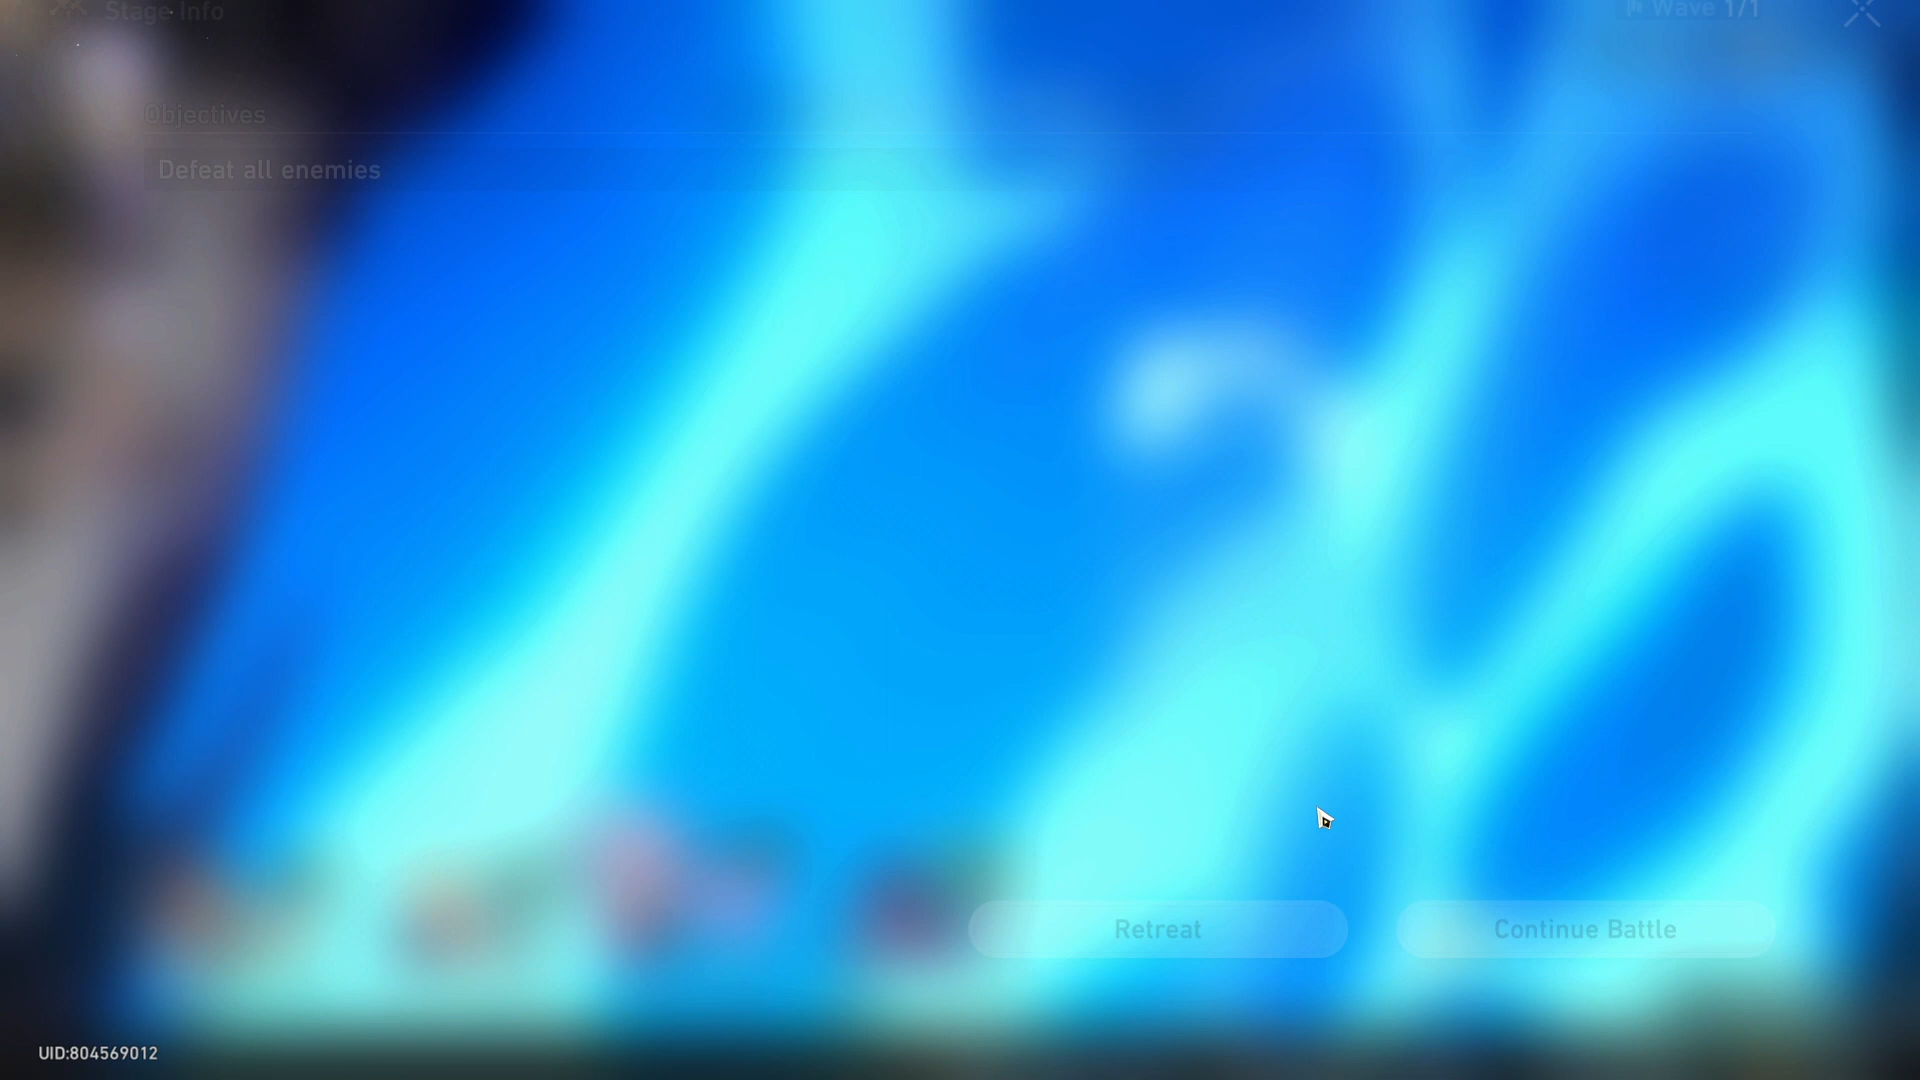 Stage Info
Wave 1/1
Objectives
Defeat all enemies
Retreat
Continue Battle
UID:804569012